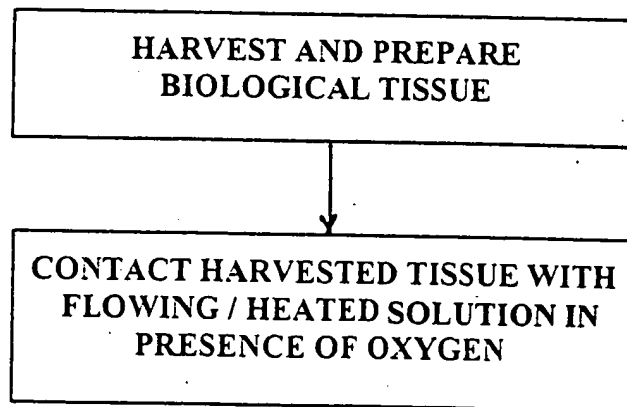 HARVEST AND PREPARE
BIOLOGICAL TISSUE
CONTACT HARVESTED TISSUE WITH
FLOWING / HEATED SOLUTION IN
PRESENCE OF OXYGEN